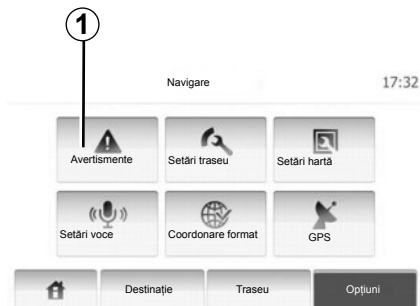 1
Navigare
17:32
Avertismente
Setări traseu
Setări hartă
Setări voce
Coordonare format
GPS
Destinație
Traseu
Opțiuni